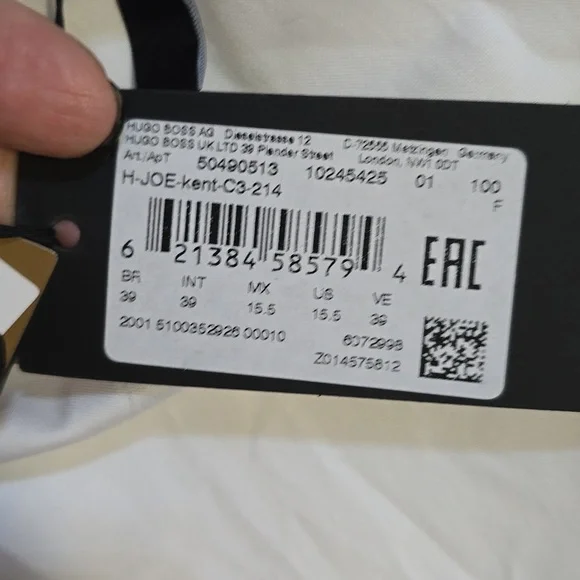 HUGO BOSS AG Dieselstrasse 12 D-72555 Metzingen Germany
HUGO BOSS UK LTD 39 Plender Street London, NW1 0DT
Art./ApT 50490513 10245425 01 100
H-JOE-kent-C3-214 F
6 21384 58579 4
EAC
BR INT MX US VE
39 39 15.5 15.5 39
2001 5100352926 00010 6072998
Z014575812